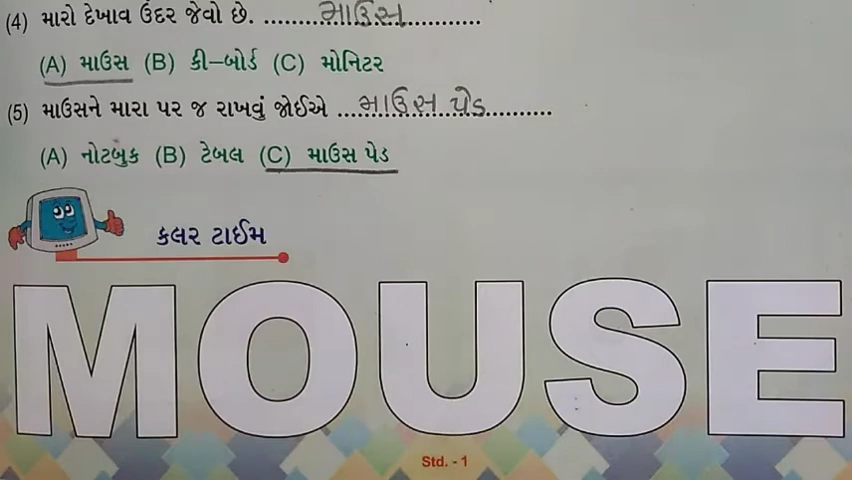 (4) મારો દેખાવ ઉંદર જેવો છે. ................માઉસ.................
(A) માઉસ (B) કી-બોર્ડ (C) મોનિટર
(5) માઉસને મારા પર જ રાખવું જોઈએ ....માઉસ પેડ..........
(A) નોટબુક (B) ટેબલ (C) માઉસ પેડ
કલર ટાઈમ
MOUSE
Std. - 1